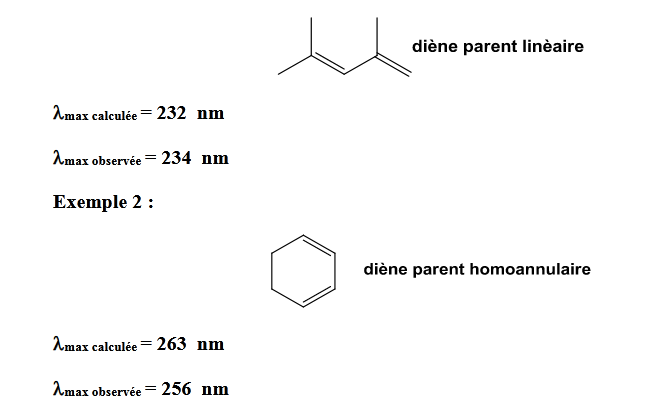 diène parent linèaire
λmax calculée = 232 nm
λmax observée = 234 nm
Exemple 2 :
diène parent homoannulaire
λmax calculée = 263 nm
λmax observée = 256 nm